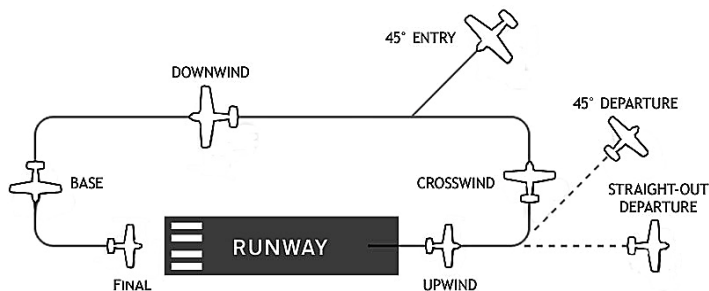 45° ENTRY
DOWNWIND
45° DEPARTURE
BASE
CROSSWIND
STRAIGHT-OUT
DEPARTURE
RUNWAY
FINAL
UPWIND